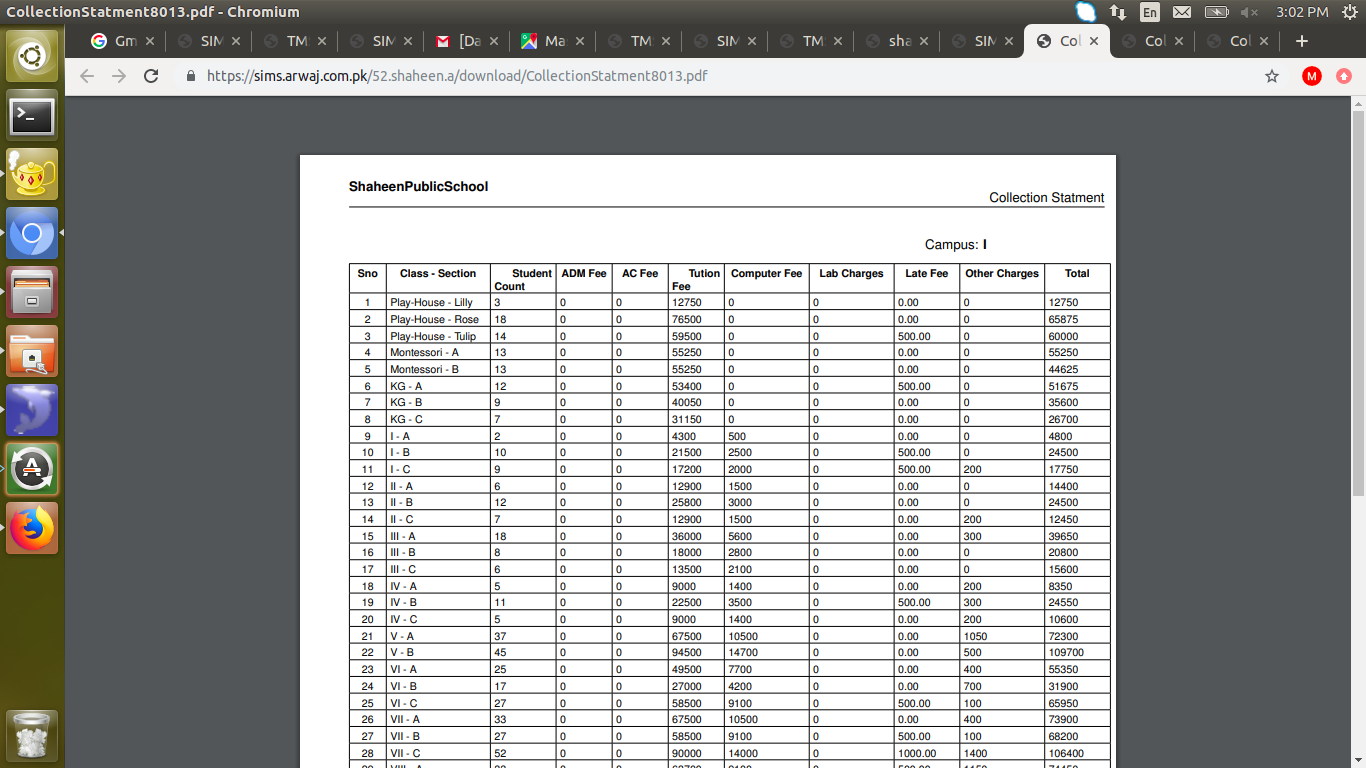 CollectionStatment8013.pdf - Chromium
En
3:02 PM
Gm SIM TMS SIM [Da Ma TMS SIM TMS sha SIM Col Col Col
https://sims.arwaj.com.pk/52.shaheen.a/download/CollectionStatment8013.pdf
M
ShaheenPublicSchool
Collection Statment
Campus: I
Sno Class - Section Student Count ADM Fee AC Fee Tution Fee Computer Fee Lab Charges Late Fee Other Charges Total
1 Play-House - Lilly 3 0 0 12750 0 0 0.00 0 12750
2 Play-House - Rose 18 0 0 76500 0 0 0.00 0 65875
3 Play-House - Tulip 14 0 0 59500 0 0 500.00 0 60000
4 Montessori - A 13 0 0 55250 0 0 0.00 0 55250
5 Montessori - B 13 0 0 55250 0 0 0.00 0 44625
6 KG - A 12 0 0 53400 0 0 500.00 0 51675
7 KG - B 9 0 0 40050 0 0 0.00 0 35600
8 KG - C 7 0 0 31150 0 0 0.00 0 26700
9 I - A 2 0 0 4300 500 0 0.00 0 4800
10 I - B 10 0 0 21500 2500 0 500.00 0 24500
11 I - C 9 0 0 17200 2000 0 500.00 200 17750
12 II - A 6 0 0 12900 1500 0 0.00 0 14400
13 II - B 12 0 0 25800 3000 0 0.00 0 24500
14 II - C 7 0 0 12900 1500 0 0.00 200 12450
15 III - A 18 0 0 36000 5600 0 0.00 300 39650
16 III - B 8 0 0 18000 2800 0 0.00 0 20800
17 III - C 6 0 0 13500 2100 0 0.00 0 15600
18 IV - A 5 0 0 9000 1400 0 0.00 200 8350
19 IV - B 11 0 0 22500 3500 0 500.00 300 24550
20 IV - C 5 0 0 9000 1400 0 0.00 200 10600
21 V - A 37 0 0 67500 10500 0 0.00 1050 72300
22 V - B 45 0 0 94500 14700 0 0.00 500 109700
23 VI - A 25 0 0 49500 7700 0 0.00 400 55350
24 VI - B 17 0 0 27000 4200 0 0.00 700 31900
25 VI - C 27 0 0 58500 9100 0 500.00 100 65950
26 VII - A 33 0 0 67500 10500 0 0.00 400 73900
27 VII - B 27 0 0 58500 9100 0 500.00 100 68200
28 VII - C 52 0 0 90000 14000 0 1000.00 1400 106400